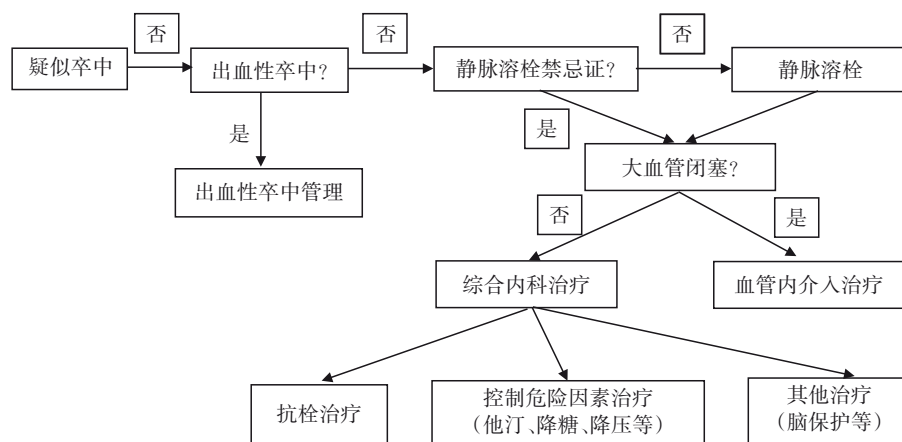 否
否
否
疑似卒中
出血性卒中?
静脉溶栓禁忌证?
静脉溶栓
是
是
大血管闭塞?
出血性卒中管理
否
是
综合内科治疗
血管内介入治疗
抗栓治疗
控制危险因素治疗
(他汀、降糖、降压等)
其他治疗
(脑保护等)